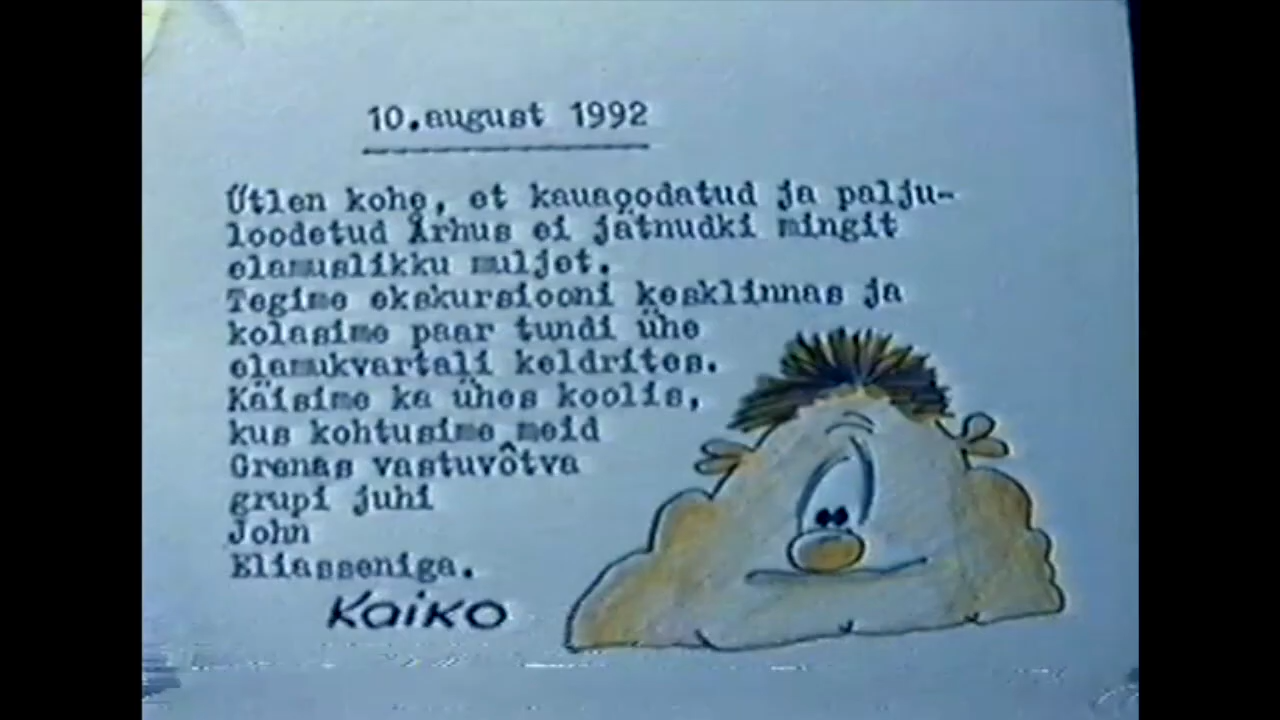 10.august 1992
Ütlen kohe, et kauaoodatud ja palju-
loodetud Århus ei jätnudki mingit
elamuslikku muljet.
Tegime ekskursiooni kesklinnas ja
kolasime paar tundi ühe
elamukvartali keldrites.
Käisime ka ühes koolis,
kus kohtusime meid
Grenås vastuvôtva
grupi juhi
John
Eliasseniga.
Kaiko